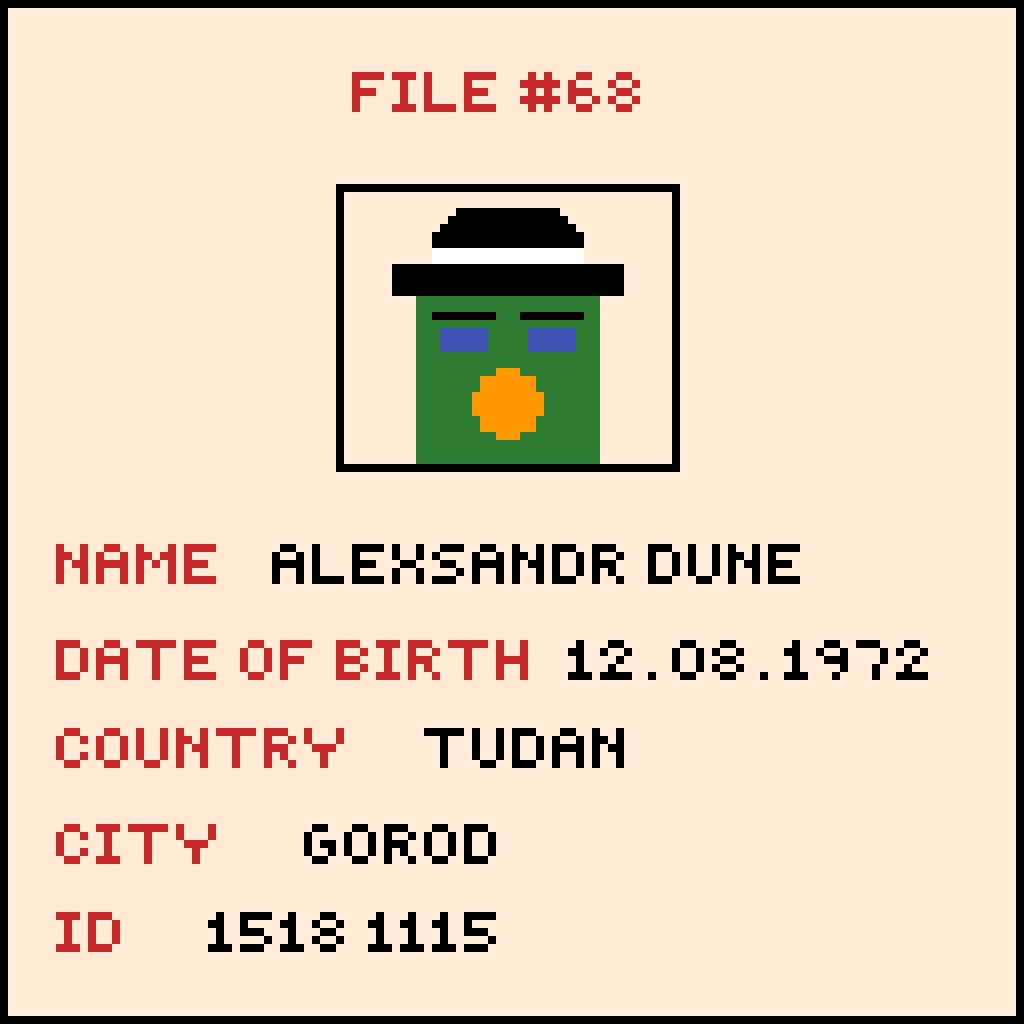 FILE #68
NAME ALEXSANDR DUNE
DATE OF BIRTH 12.08.1972
COUNTRY TUDAN
CITY GOROD
ID 1518 1115